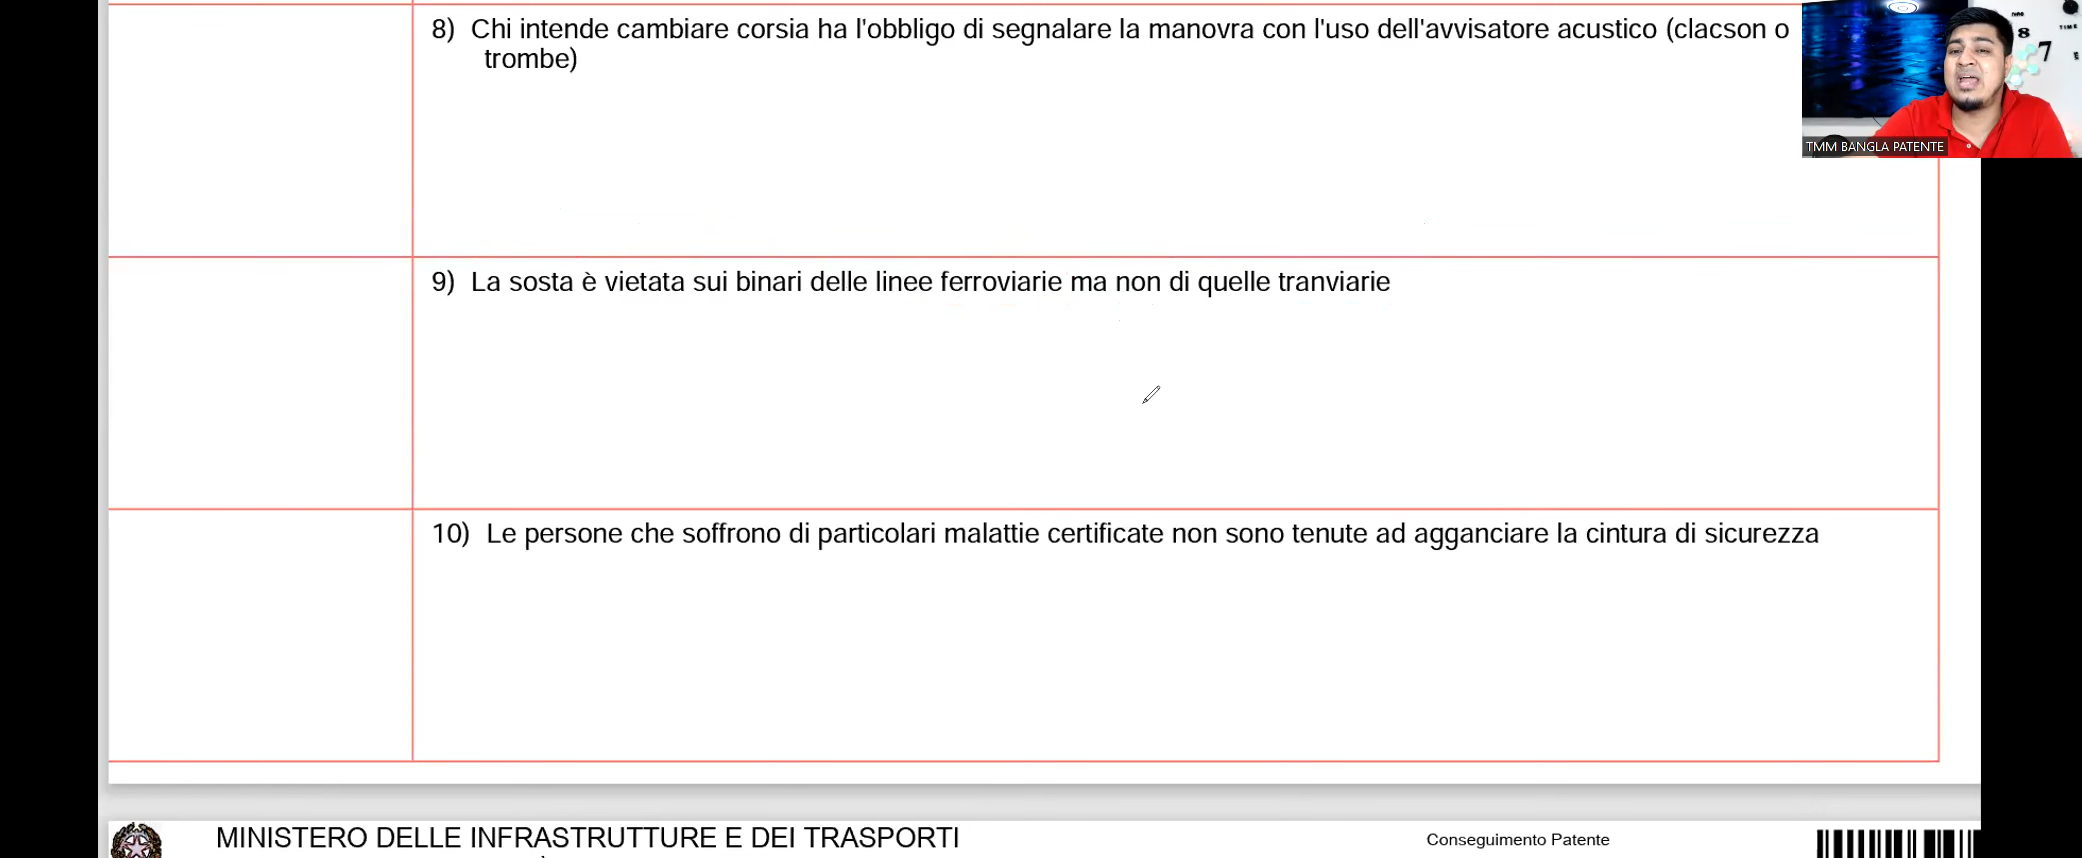 8) Chi intende cambiare corsia ha l'obbligo di segnalare la manovra con l'uso dell'avvisatore acustico (clacson o
trombe)
8
TIME
7
TMM BANGLA PATENTE
9) La sosta è vietata sui binari delle linee ferroviarie ma non di quelle tranviarie
10) Le persone che soffrono di particolari malattie certificate non sono tenute ad agganciare la cintura di sicurezza
MINISTERO DELLE INFRASTRUTTURE E DEI TRASPORTI
Conseguimento Patente